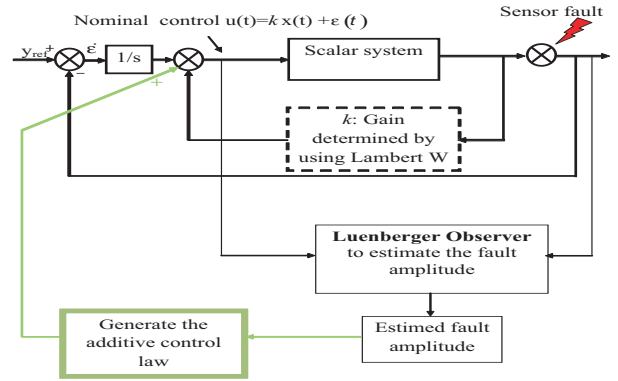 Nominal control u(t)=k x(t) +ε (t)
Sensor fault
y_ref +
−
ε̇
1/s
+
Scalar system
k: Gain
determined by
using Lambert W
Luenberger Observer
to estimate the fault
amplitude
Generate the
additive control
law
Estimed fault
amplitude